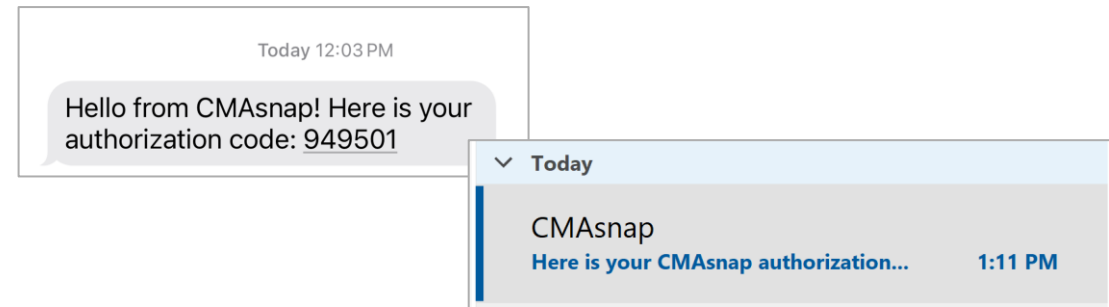 Today 12:03 PM
Hello from CMAsnap! Here is your
authorization code: 949501
Today
CMAsnap
Here is your CMAsnap authorization... 1:11 PM